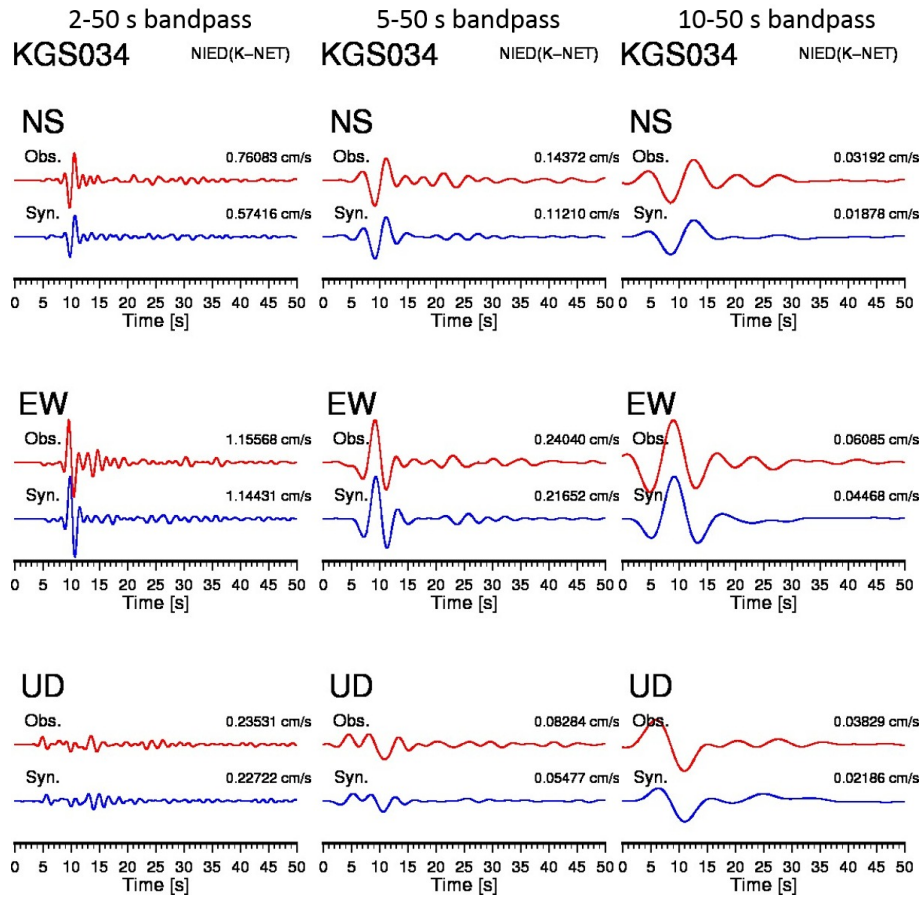 2-50 s bandpass
5-50 s bandpass
10-50 s bandpass
KGS034 NIED(K-NET)
KGS034 NIED(K-NET)
KGS034 NIED(K-NET)
NS
NS
NS
Obs. 0.76083 cm/s
Obs. 0.14372 cm/s
Obs. 0.03192 cm/s
Syn. 0.57416 cm/s
Syn. 0.11210 cm/s
Syn. 0.01878 cm/s
0 5 10 15 20 25 30 35 40 45 50
0 5 10 15 20 25 30 35 40 45 50
0 5 10 15 20 25 30 35 40 45 50
Time [s]
Time [s]
Time [s]
EW
EW
EW
Obs. 1.15568 cm/s
Obs. 0.24040 cm/s
Obs. 0.06085 cm/s
Syn. 1.14431 cm/s
Syn. 0.21652 cm/s
Syn. 0.04468 cm/s
0 5 10 15 20 25 30 35 40 45 50
0 5 10 15 20 25 30 35 40 45 50
0 5 10 15 20 25 30 35 40 45 50
Time [s]
Time [s]
Time [s]
UD
UD
UD
Obs. 0.23531 cm/s
Obs. 0.08284 cm/s
Obs. 0.03829 cm/s
Syn. 0.22722 cm/s
Syn. 0.05477 cm/s
Syn. 0.02186 cm/s
0 5 10 15 20 25 30 35 40 45 50
0 5 10 15 20 25 30 35 40 45 50
0 5 10 15 20 25 30 35 40 45 50
Time [s]
Time [s]
Time [s]